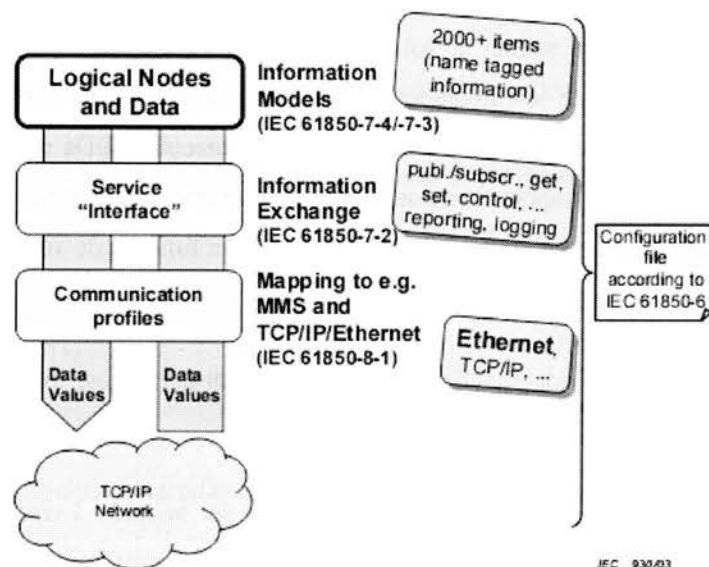 Logical Nodes
and Data
Information
Models
(IEC 61850-7-4/-7-3)
2000+ items
(name tagged
information)
Service
“Interface”
Information
Exchange
(IEC 61850-7-2)
publ./subscr., get,
set, control, ...
reporting, logging
Configuration
file
according to
IEC 61850-6
Communication
profiles
Mapping to e.g.
MMS and
TCP/IP/Ethernet
(IEC 61850-8-1)
Ethernet,
TCP/IP, ...
Data
Values
Data
Values
TCP/IP
Network
IEC 930/03